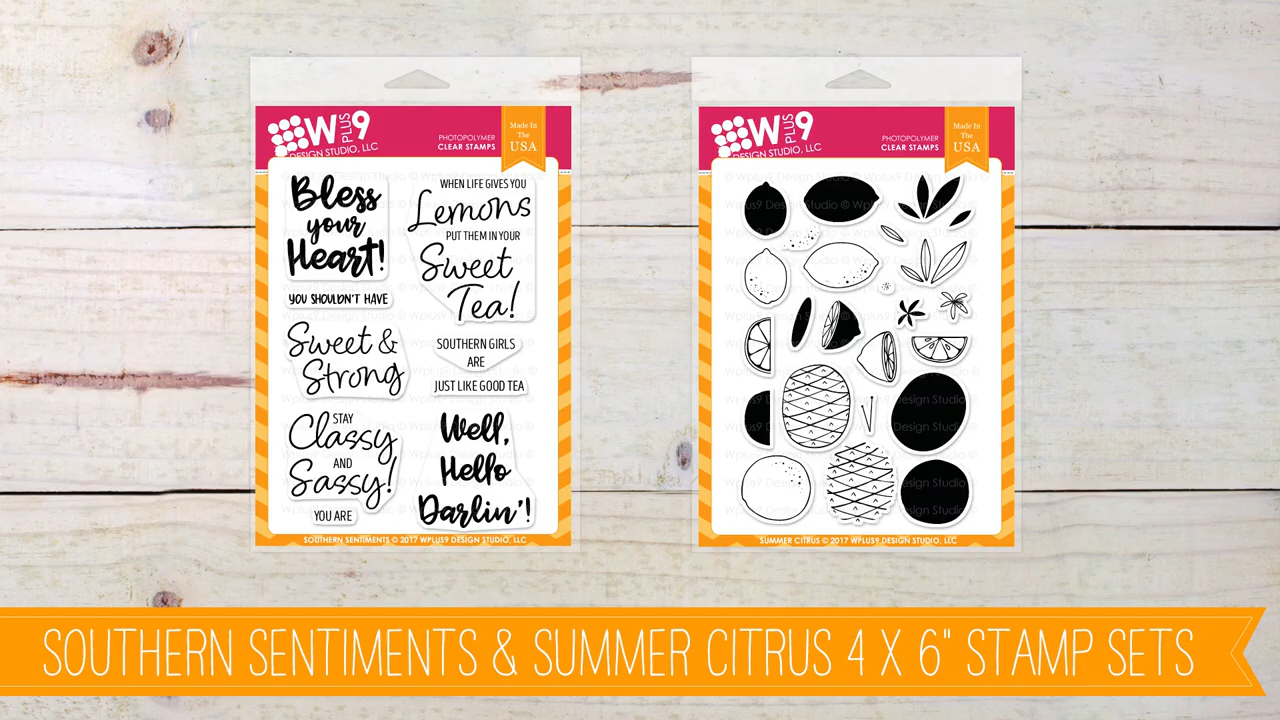 W PLUS 9
DESIGN STUDIO, LLC
PHOTOPOLYMER
CLEAR STAMPS
Made In
The
USA
Bless
your
Heart!
YOU SHOULDN'T HAVE
Sweet &
Strong
STAY
Classy
AND
Sassy!
YOU ARE
WHEN LIFE GIVES YOU
Lemons
PUT THEM IN YOUR
Sweet
Tea!
SOUTHERN GIRLS
ARE
JUST LIKE GOOD TEA
Well,
Hello
Darlin'!
SOUTHERN SENTIMENTS © 2017 WPLUS9 DESIGN STUDIO, LLC
W PLUS 9
DESIGN STUDIO, LLC
PHOTOPOLYMER
CLEAR STAMPS
Made In
The
USA
SUMMER CITRUS © 2017 WPLUS9 DESIGN STUDIO, LLC
SOUTHERN SENTIMENTS & SUMMER CITRUS 4 X 6" STAMP SETS